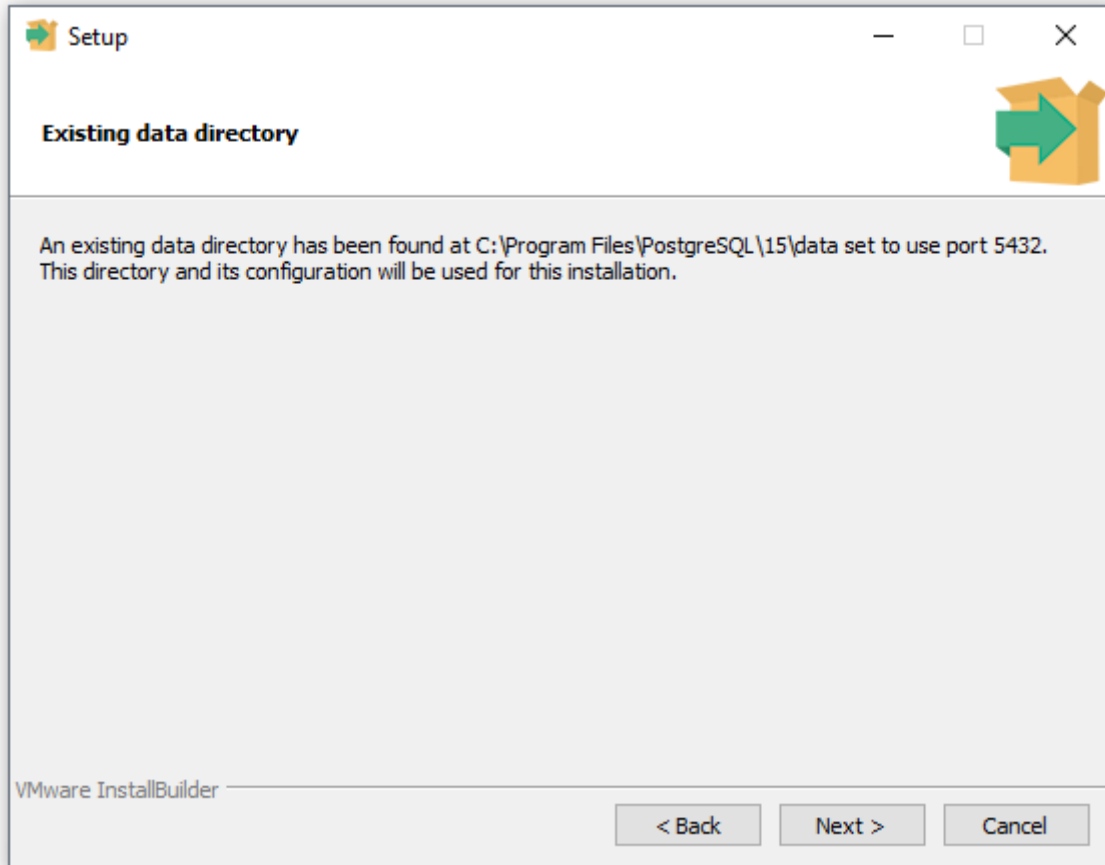 Setup
Existing data directory
An existing data directory has been found at C:\Program Files\PostgreSQL\15\data set to use port 5432.
This directory and its configuration will be used for this installation.
VMware InstallBuilder
< Back
Next >
Cancel